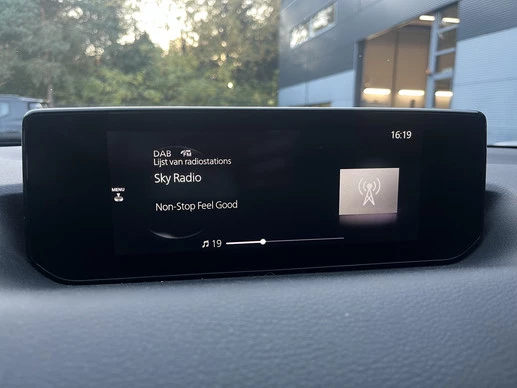 16:19
DAB
Lijst van radiostations
Sky Radio
MENU
Non-Stop Feel Good
19